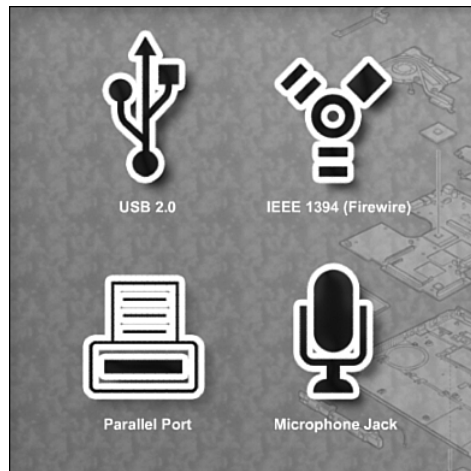 USB 2.0
IEEE 1394 (Firewire)
Parallel Port
Microphone Jack